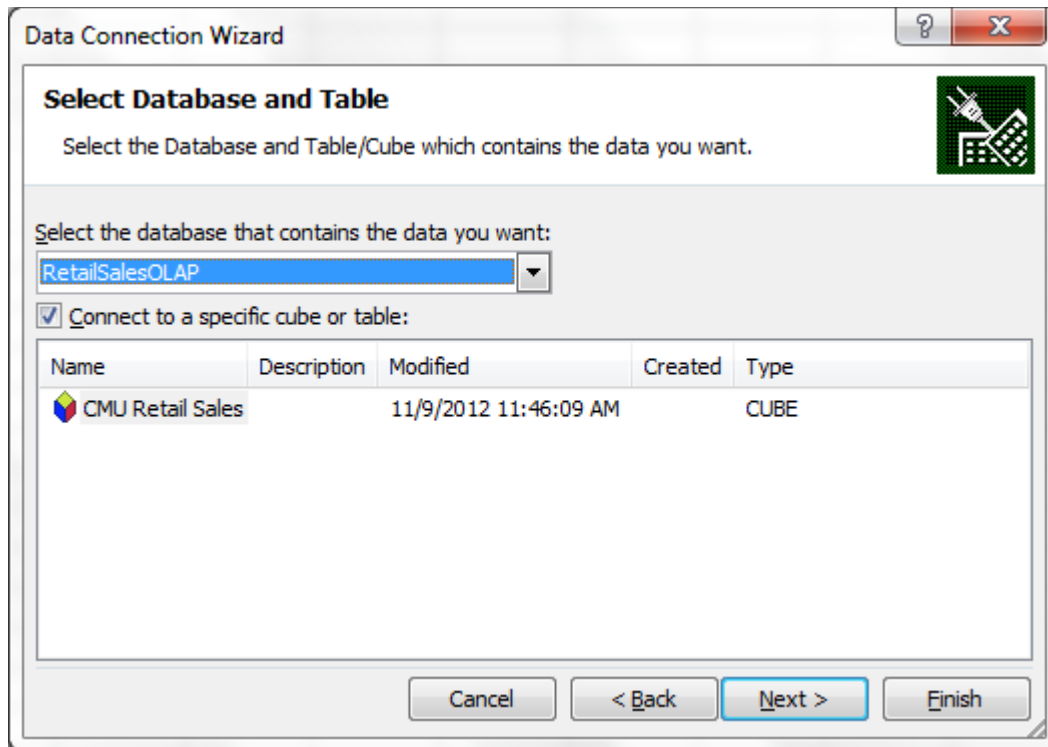 Data Connection Wizard
Select Database and Table
Select the Database and Table/Cube which contains the data you want.
Select the database that contains the data you want:
RetailSalesOLAP
Connect to a specific cube or table:
Name Description Modified Created Type
CMU Retail Sales 11/9/2012 11:46:09 AM CUBE
Cancel < Back Next > Finish